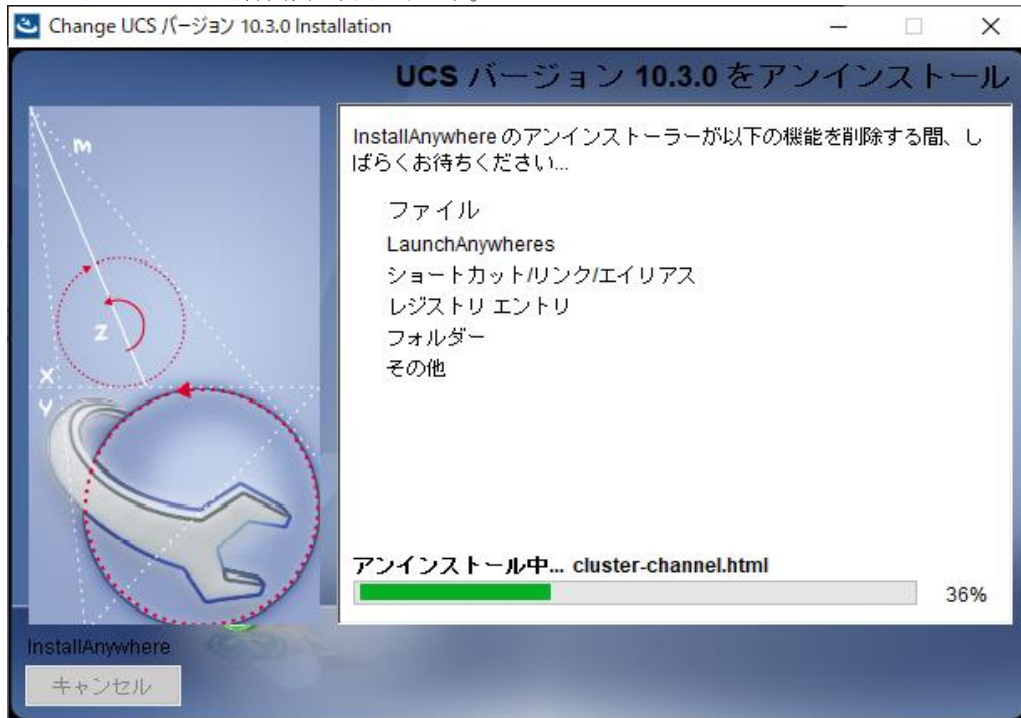 Change UCS バージョン 10.3.0 Installation
UCS バージョン 10.3.0 をアンインストール
InstallAnywhere のアンインストーラーが以下の機能を削除する間、し
ばらくお待ちください...
ファイル
LaunchAnywheres
ショートカット/リンク/エイリアス
レジストリ エントリ
フォルダー
その他
M
Z
X
Y
アンインストール中... cluster-channel.html
36%
InstallAnywhere
キャンセル